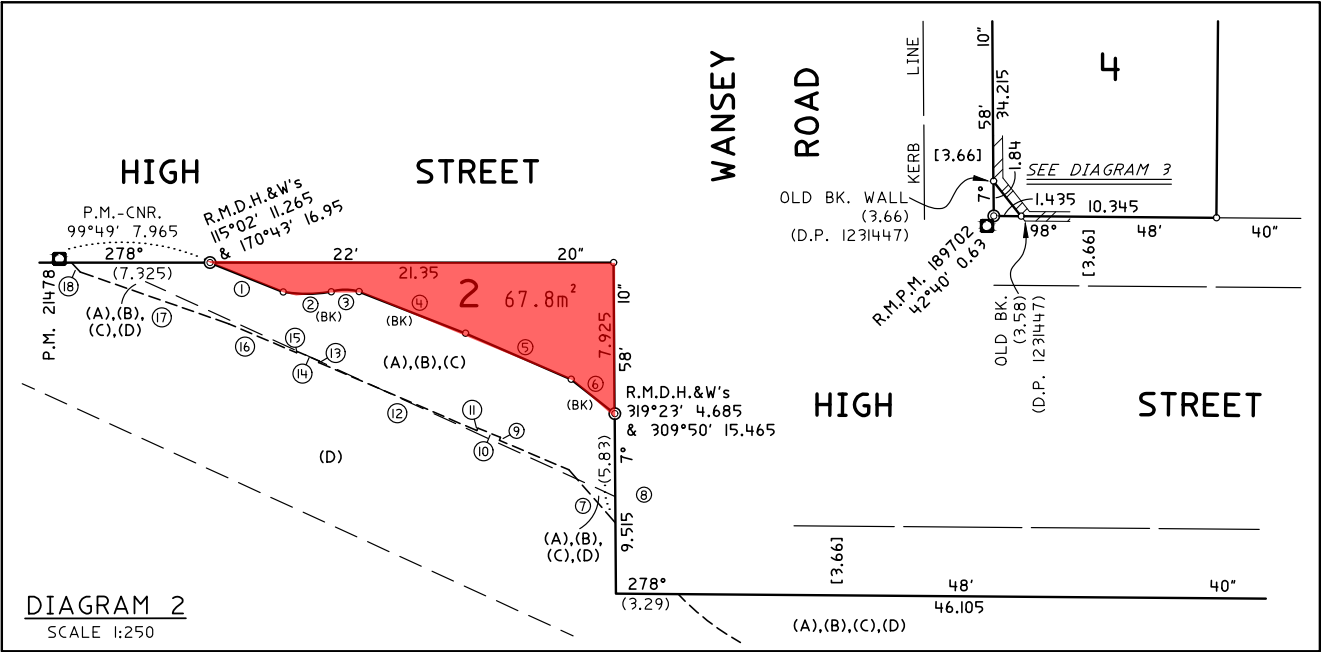 HIGH STREET
P.M.-CNR.
99°49' 7.965
R.M.D.H.&W's
115°02' 11.265
& 170°43' 16.95
278° 22' 20"
(7.325)
21.35
P.M. 21478
18
(A),(B),
(C),(D)
17
16
15
14
13
12
11
10
9
8
7
1
2
3
(BK)
4
(BK)
5
6
(BK)
2 67.8m²
7° 58' 10"
7.925
(A),(B),(C)
R.M.D.H.&W's
319°23' 4.685
& 309°50' 15.465
(5.83)
9.515
(D)
(A),(B),
(C),(D)
278° 48' 40"
(3.29)
46.105
(A),(B),(C),(D)
[3.66]
DIAGRAM 2
SCALE 1:250
WANSEY
ROAD
KERB LINE
[3.66]
7° 58' 10"
34.215
4
1.84
SEE DIAGRAM 3
OLD BK. WALL
(3.66)
(D.P. 1231447)
1.435
10.345
98° 48' 40"
[3.66]
R.M.P.M. 189702
42°40' 0.63
OLD BK.
(3.58)
(D.P. 1231447)
HIGH STREET